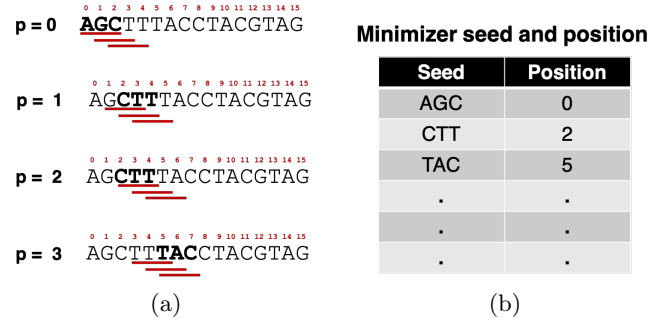 0 1 2 3 4 5 6 7 8 9 10 11 12 13 14 15
p = 0 AGCTTTACCTACGTAG
0 1 2 3 4 5 6 7 8 9 10 11 12 13 14 15
p = 1 AGCTTTACCTACGTAG
0 1 2 3 4 5 6 7 8 9 10 11 12 13 14 15
p = 2 AGCTTTACCTACGTAG
0 1 2 3 4 5 6 7 8 9 10 11 12 13 14 15
p = 3 AGCTTTACCTACGTAG
(a)
Minimizer seed and position
Seed Position
AGC 0
CTT 2
TAC 5
. .
. .
. .
(b)